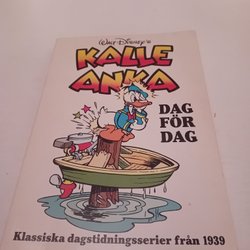 Walt Disney's
KALLE
ANKA
DAG
FÖR
DAG
Klassiska dagstidningsserier från 1939